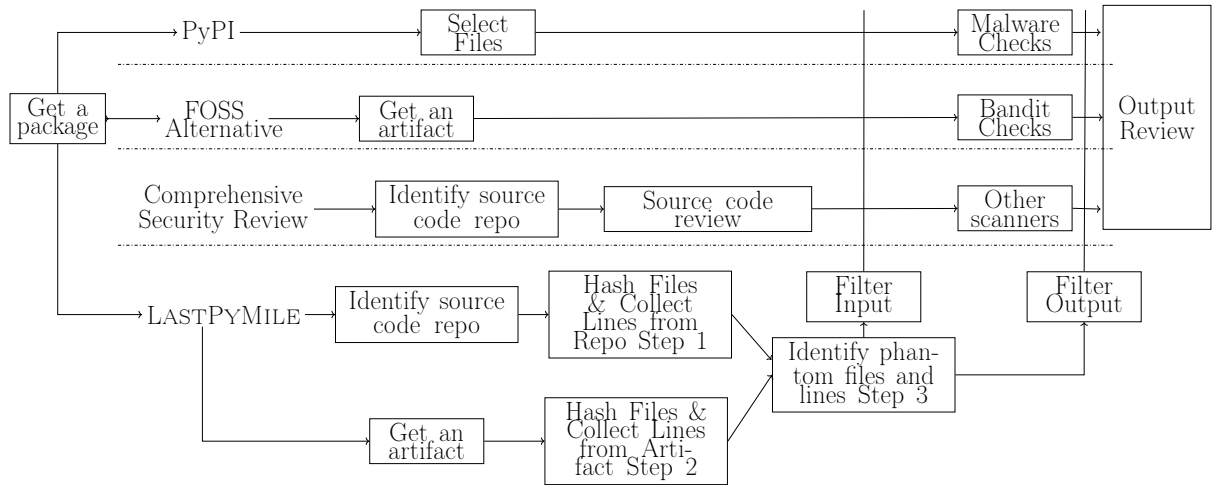 PyPI
Select
Files
Malware
Checks
Get a
package
FOSS
Alternative
Get an
artifact
Bandit
Checks
Output
Review
Comprehensive
Security Review
Identify source
code repo
Source code
review
Other
scanners
LASTPYMILE
Identify source
code repo
Hash Files
& Collect
Lines from
Repo Step 1
Filter
Input
Filter
Output
Identify phan-
tom files and
lines Step 3
Get an
artifact
Hash Files &
Collect Lines
from Arti-
fact Step 2